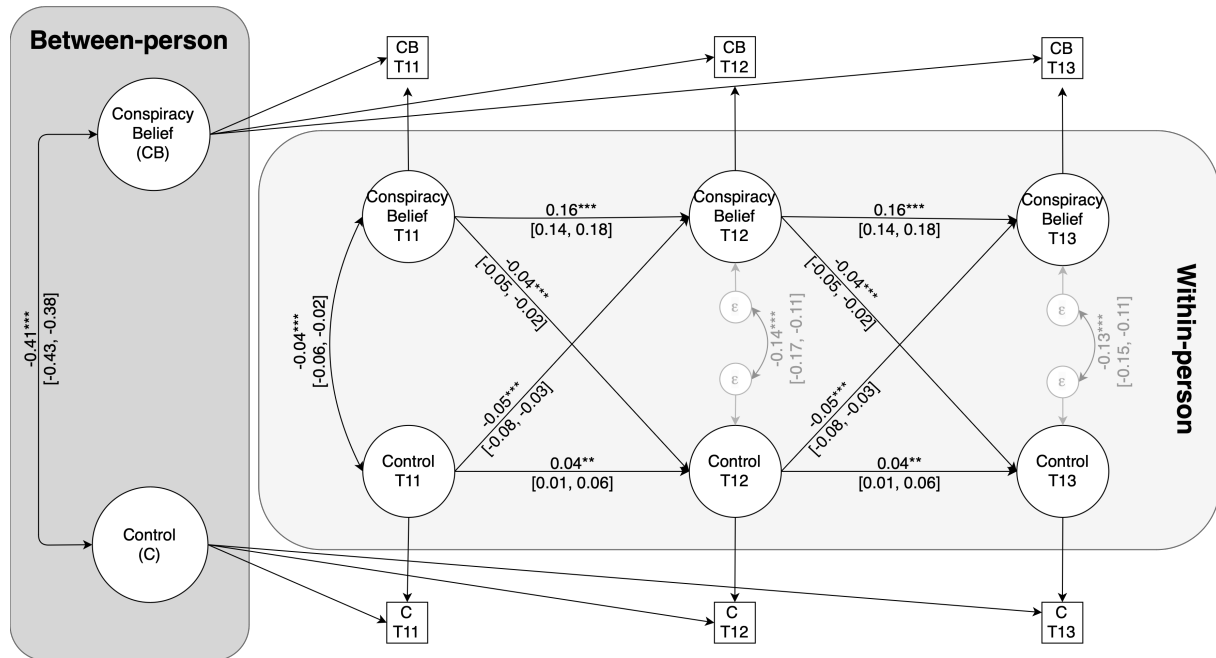 Between-person
CB
T11
CB
T12
CB
T13
Conspiracy
Belief
(CB)
Conspiracy
Belief
T11
0.16***
[0.14, 0.18]
Conspiracy
Belief
T12
0.16***
[0.14, 0.18]
Conspiracy
Belief
T13
-0.41***
[-0.43, -0.38]
-0.04***
[-0.06, -0.02]
-0.04***
[-0.05, -0.02]
-0.05***
[-0.08, -0.03]
ε
ε
-0.14***
[-0.17, -0.11]
-0.04***
[-0.05, -0.02]
-0.05***
[-0.08, -0.03]
ε
ε
-0.13***
[-0.15, -0.11]
Within-person
Control
T11
0.04**
[0.01, 0.06]
Control
T12
0.04**
[0.01, 0.06]
Control
T13
Control
(C)
C
T11
C
T12
C
T13